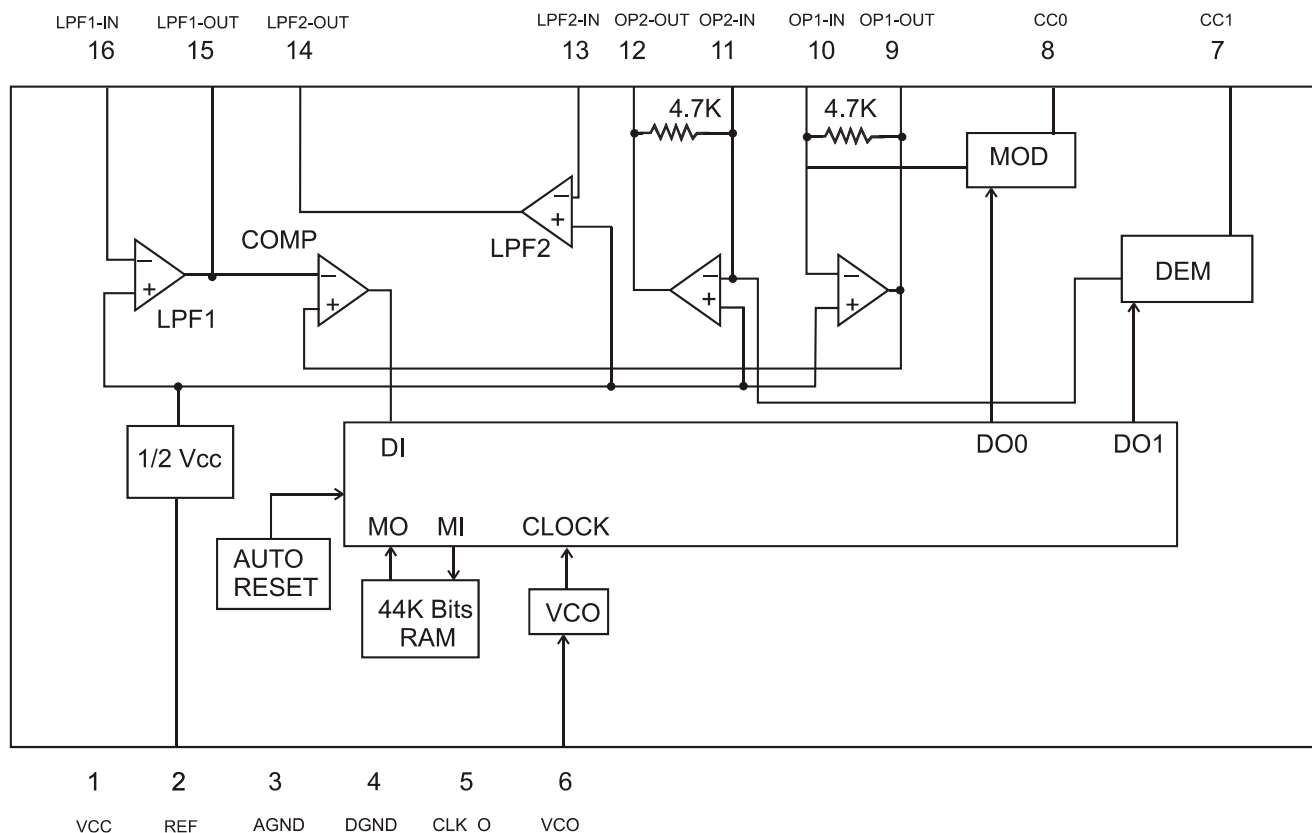 LPF1-IN LPF1-OUT LPF2-OUT LPF2-IN OP2-OUT OP2-IN OP1-IN OP1-OUT CC0 CC1
16 15 14 13 12 11 10 9 8 7
4.7K 4.7K
MOD
− +
LPF2
COMP
− +
LPF1
− +
− +
− +
DEM
1/2 Vcc
DI DO0 DO1
MO MI CLOCK
AUTO
RESET
44K Bits
RAM
VCO
1 2 3 4 5 6
VCC REF AGND DGND CLK O VCO